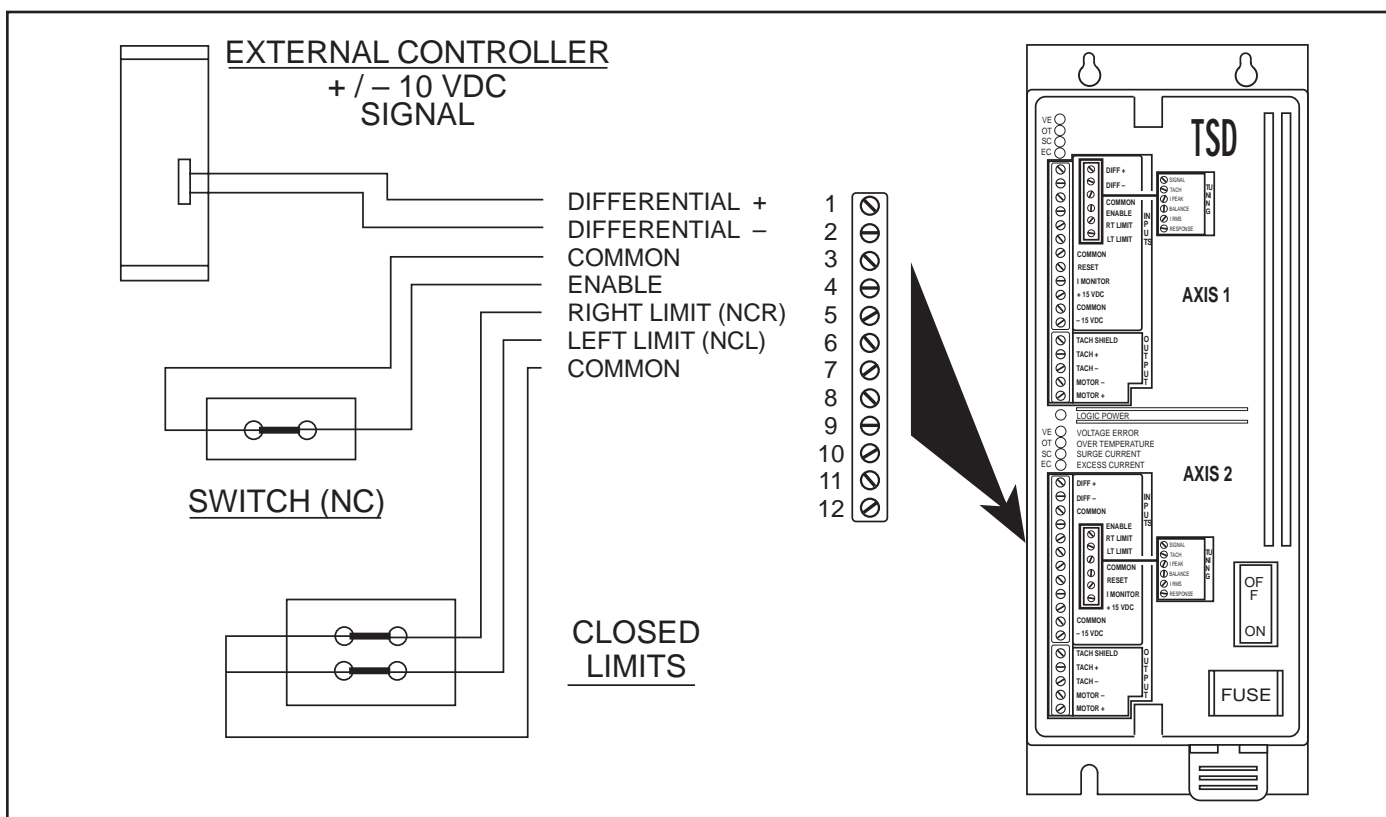 EXTERNAL CONTROLLER
+ / – 10 VDC
SIGNAL
DIFFERENTIAL + 1
DIFFERENTIAL – 2
COMMON 3
ENABLE 4
RIGHT LIMIT (NCR) 5
LEFT LIMIT (NCL) 6
COMMON 7
8
9
10
11
12
SWITCH (NC)
CLOSED
LIMITS
TSD
VE
OT
SC
EC
DIFF +
DIFF –
COMMON
ENABLE
RT LIMIT
LT LIMIT
COMMON
RESET
I MONITOR
+ 15 VDC
COMMON
– 15 VDC
INPUTS
SIGNAL
TACH
I PEAK
BALANCE
I RMS
RESPONSE
TUNING
AXIS 1
TACH SHIELD
TACH +
TACH –
MOTOR –
MOTOR +
OUTPUT
LOGIC POWER
VE VOLTAGE ERROR
OT OVER TEMPERATURE
SC SURGE CURRENT
EC EXCESS CURRENT
AXIS 2
DIFF +
DIFF –
COMMON
ENABLE
RT LIMIT
LT LIMIT
COMMON
RESET
I MONITOR
+ 15 VDC
COMMON
– 15 VDC
INPUTS
SIGNAL
TACH
I PEAK
BALANCE
I RMS
RESPONSE
TUNING
TACH SHIELD
TACH +
TACH –
MOTOR –
MOTOR +
OUTPUT
OF
F
ON
FUSE